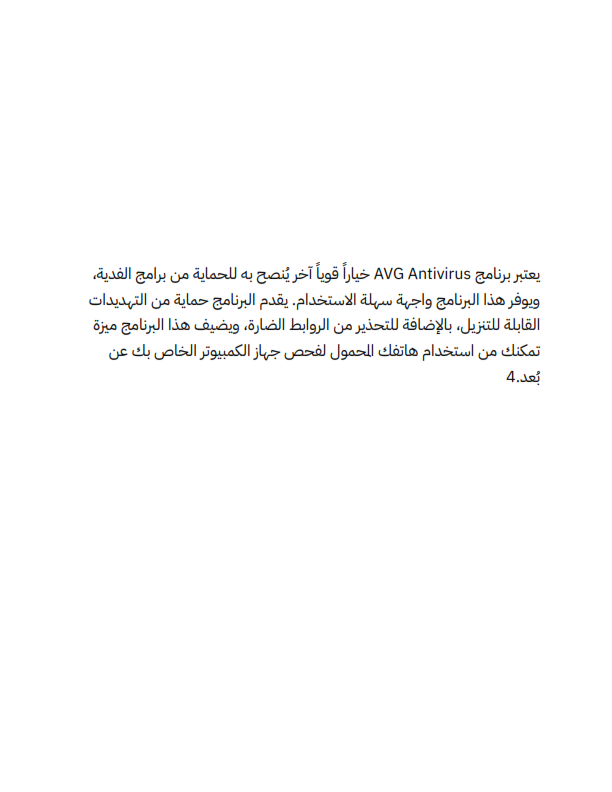 يعتبر برنامج AVG Antivirus خياراً قوياً آخر يُنصح به للحماية من برامج الفدية،
ويوفر هذا البرنامج واجهة سهلة الاستخدام. يقدم البرنامج حماية من التهديدات
القابلة للتنزيل، بالإضافة للتحذير من الروابط الضارة، ويضيف هذا البرنامج ميزة
تمكنك من استخدام هاتفك المحمول لفحص جهاز الكمبيوتر الخاص بك عن
بُعد.4